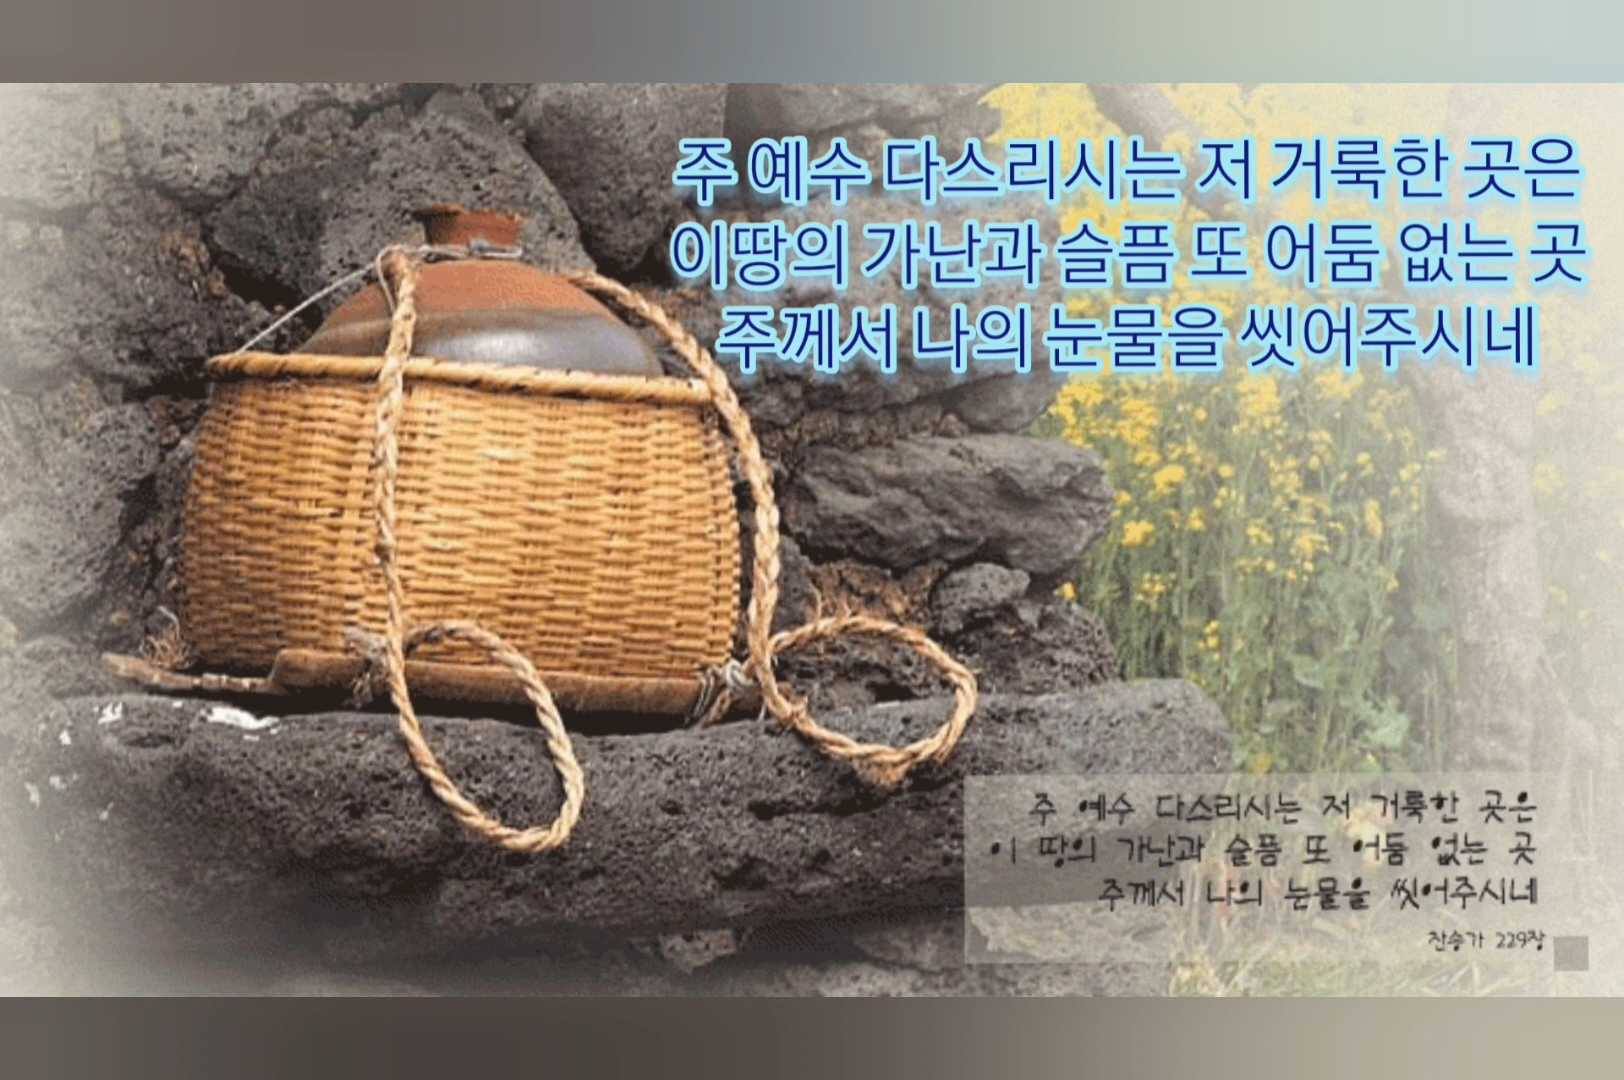 주 예수 다스리시는 저 거룩한 곳은
이땅의 가난과 슬픔 또 어둠 없는 곳
주께서 나의 눈물을 씻어주시네
주 예수 다스리시는 저 거룩한 곳은
이 땅의 가난과 슬픔 또 어둠 없는 곳
주께서 나의 눈물을 씻어주시네
찬송가 229장